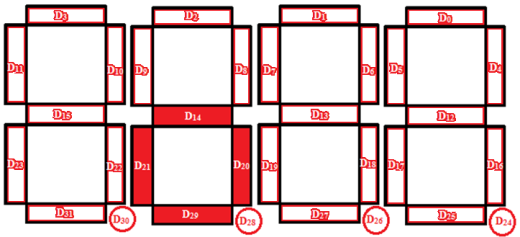 D3 D2 D1 D0
D11 D10 D9 D8 D7 D6 D5 D4
D15 D14 D13 D12
D23 D22 D21 D20 D19 D18 D17 D16
D31 D30 D29 D28 D27 D26 D25 D24